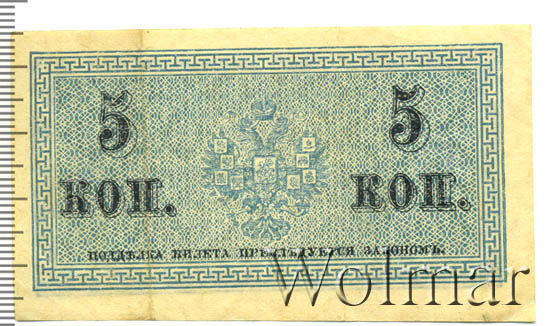 5 5
КОП. КОП.
ПОДДѢЛКА БИЛЕТА ПРЕСЛѢДУЕТСЯ ЗАКОНОМЪ.
Wolmar